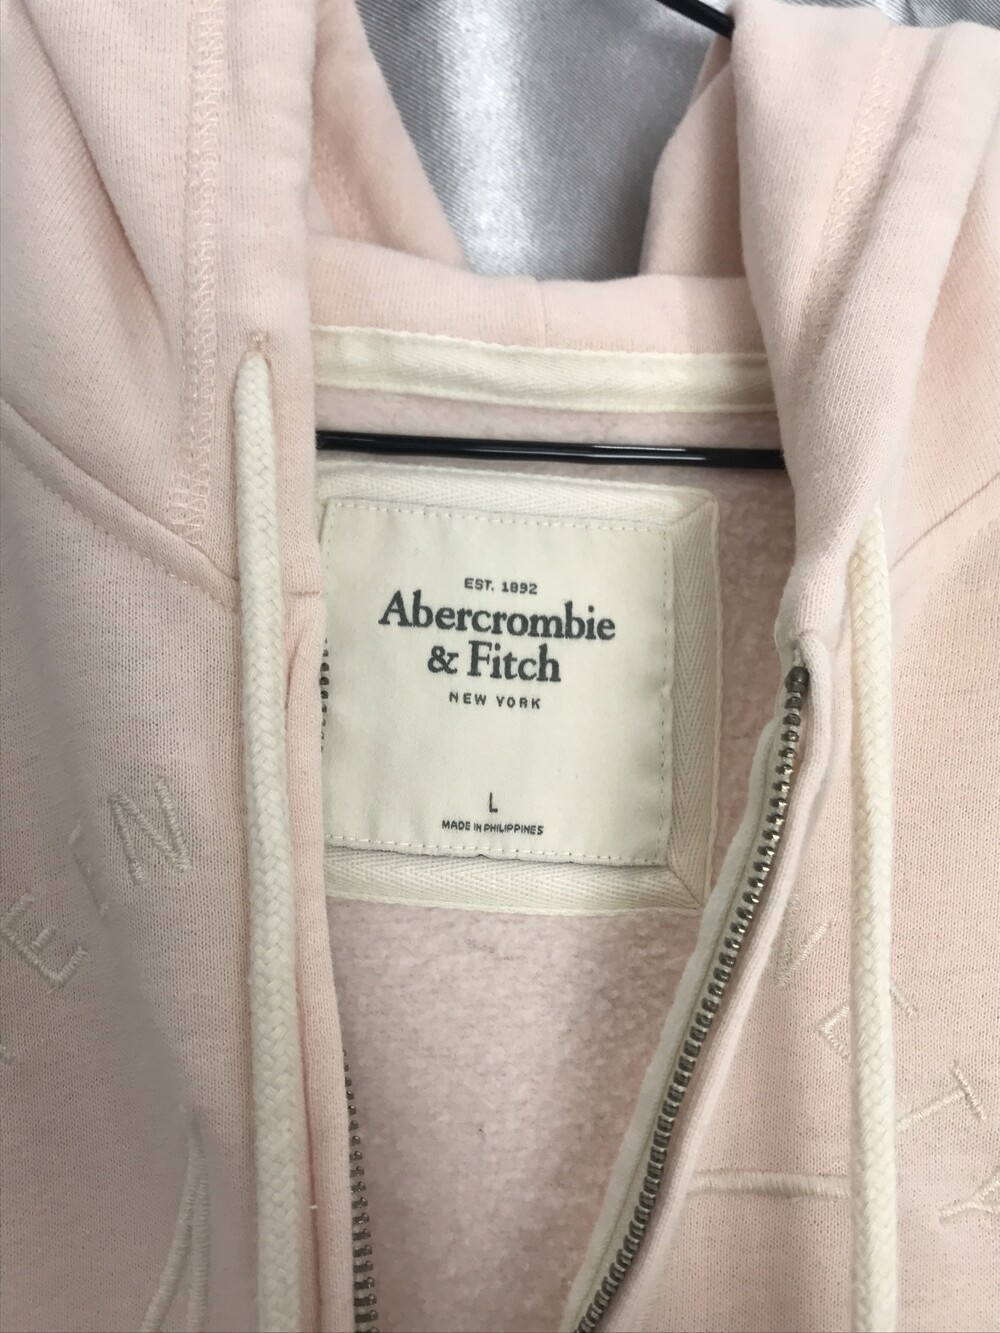 EST. 1892
Abercrombie
& Fitch
NEW YORK
L
MADE IN PHILIPPINES